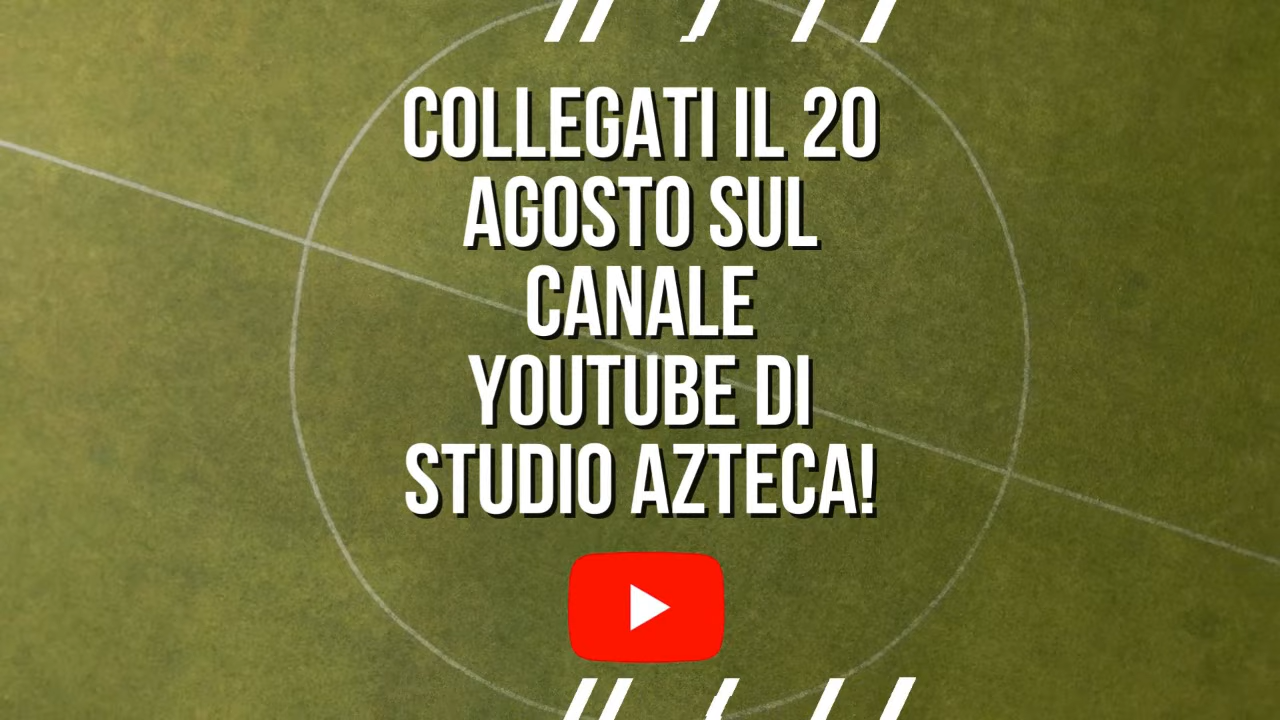 COLLEGATI IL 20
AGOSTO SUL
CANALE
YOUTUBE DI
STUDIO AZTECA!